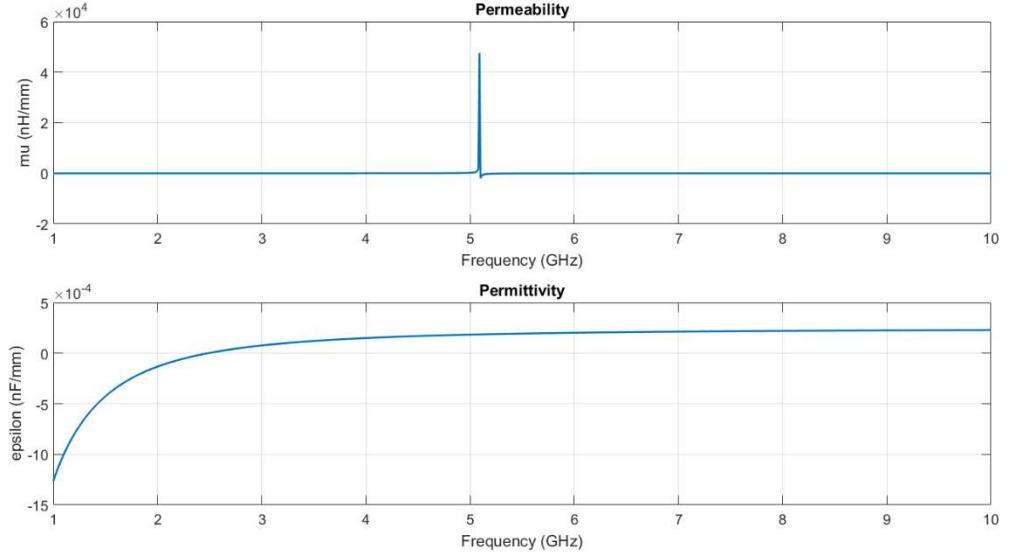 Permeability
×10⁴
6
4
2
0
-2
mu (nH/mm)
1 2 3 4 5 6 7 8 9 10
Frequency (GHz)
Permittivity
×10⁻⁴
5
0
-5
-10
-15
epsilon (nF/mm)
1 2 3 4 5 6 7 8 9 10
Frequency (GHz)